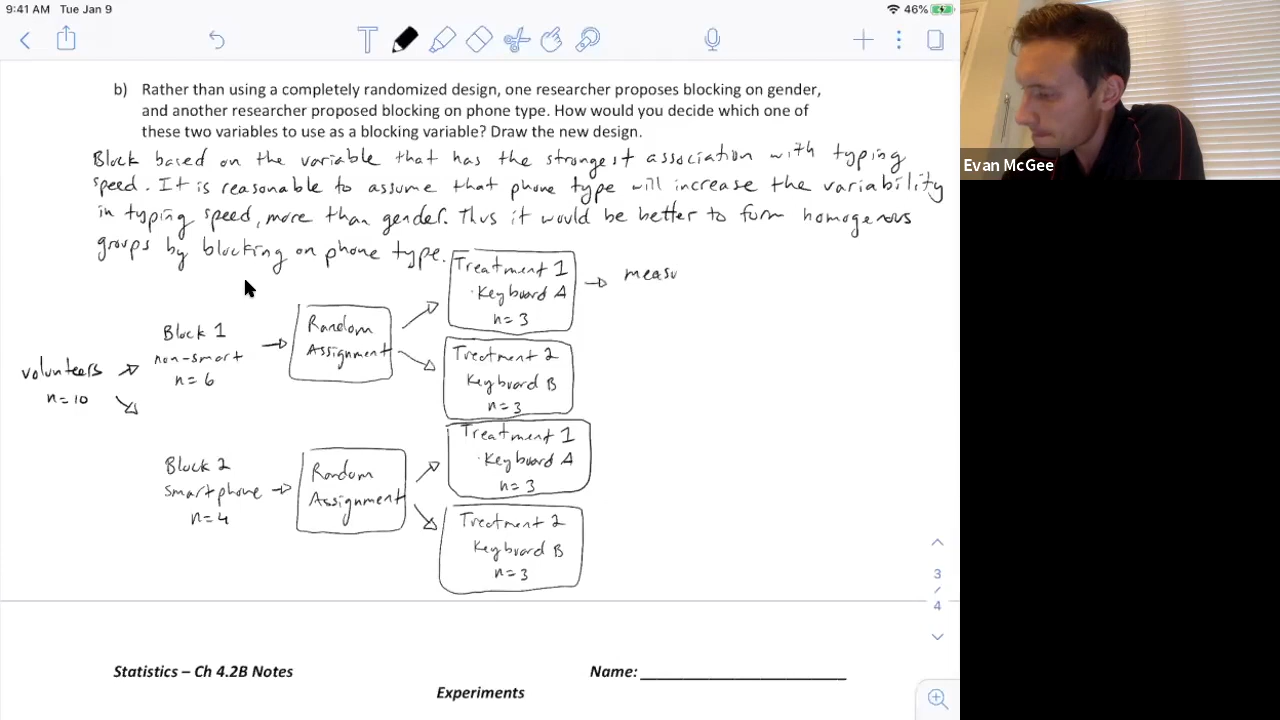 9:41 AM Tue Jan 9
46%
b) Rather than using a completely randomized design, one researcher proposes blocking on gender,
and another researcher proposed blocking on phone type. How would you decide which one of
these two variables to use as a blocking variable? Draw the new design.
Evan McGee
Block based on the variable that has the strongest association with typing
speed. It is reasonable to assume that phone type will increase the variability
in typing speed, more than gender. Thus it would be better to form homogenous
groups by blocking on phone type.
Treatment 1
· Keyboard A
n=3
measu
Block 1
non-smart
n=6
Random
Assignment
Treatment 2
Keyboard B
n=3
volunteers
n=10
Treatment 1
· Keyboard A
n=3
Block 2
smartphone
n=4
Random
Assignment
Treatment 2
Keyboard B
n=3
3
/
4
Statistics – Ch 4.2B Notes
Name: ________________________
Experiments